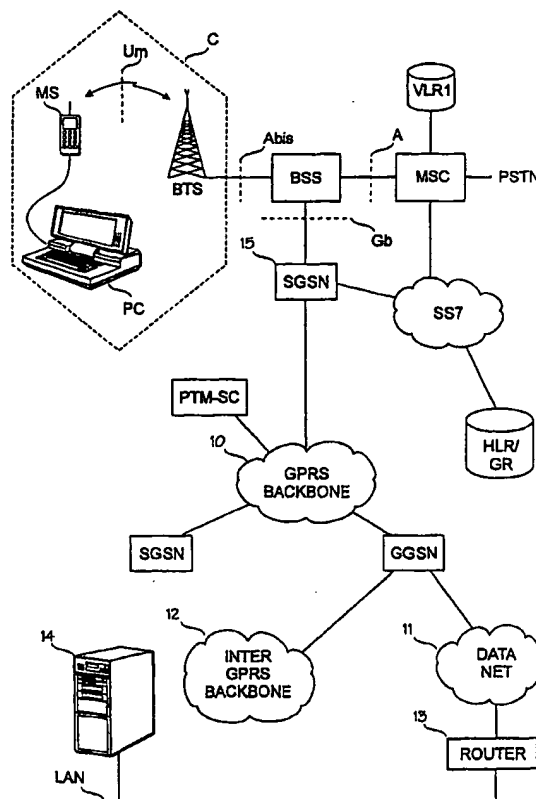 C
Um
MS
VLR1
Abis
A
BTS
BSS
MSC
PSTN
Gb
15
SGSN
PC
SS7
PTM-SC
10
GPRS
BACKBONE
HLR/
GR
SGSN
GGSN
14
12
11
INTER
GPRS
BACKBONE
DATA
NET
13
ROUTER
LAN